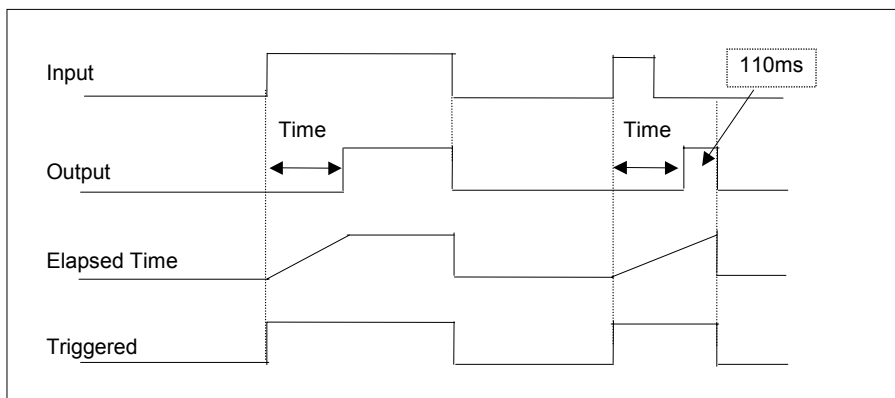 Input
110ms
Time
Time
Output
Elapsed Time
Triggered